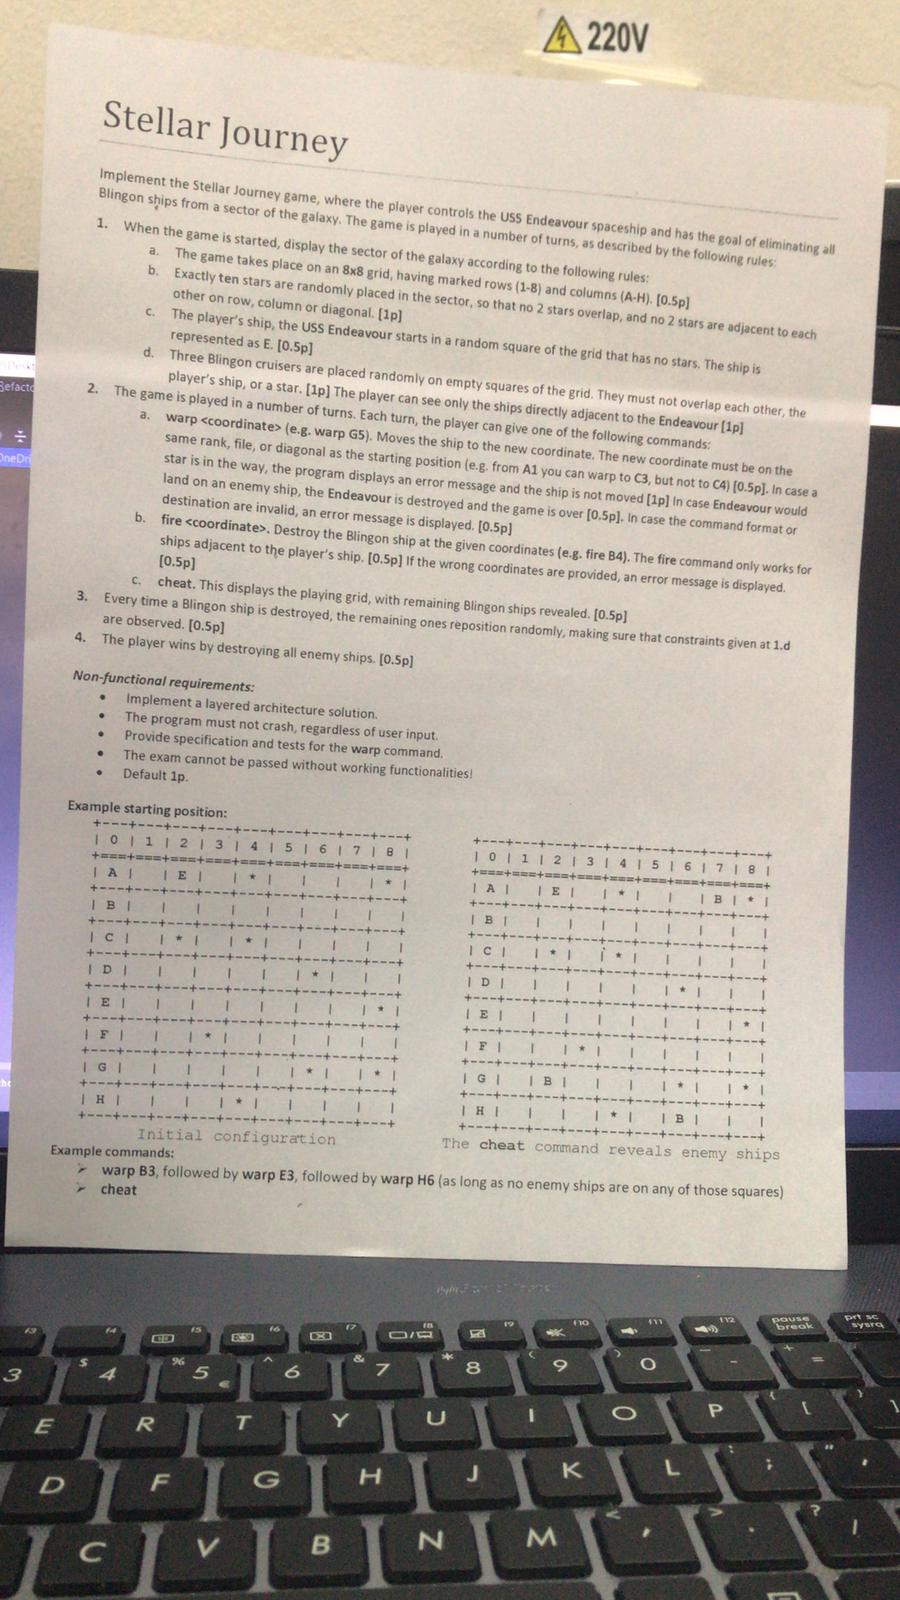 220V
Stellar Journey
Implement the Stellar Journey game, where the player controls the USS Endeavour spaceship and has the goal of eliminating all
Blingon ships from a sector of the galaxy. The game is played in a number of turns, as described by the following rules:
1. When the game is started, display the sector of the galaxy according to the following rules:
a. The game takes place on an 8x8 grid, having marked rows (1-8) and columns (A-H). [0.5p]
b. Exactly ten stars are randomly placed in the sector, so that no 2 stars overlap, and no 2 stars are adjacent to each
other on row, column or diagonal. [1p]
c. The player's ship, the USS Endeavour starts in a random square of the grid that has no stars. The ship is
represented as E. [0.5p]
d. Three Blingon cruisers are placed randomly on empty squares of the grid. They must not overlap each other, the
player's ship, or a star. [1p] The player can see only the ships directly adjacent to the Endeavour [1p]
2. The game is played in a number of turns. Each turn, the player can give one of the following commands:
a. warp <coordinate> (e.g. warp G5). Moves the ship to the new coordinate. The new coordinate must be on the
same rank, file, or diagonal as the starting position (e.g. from A1 you can warp to C3, but not to C4) [0.5p]. In case a
star is in the way, the program displays an error message and the ship is not moved [1p] In case Endeavour would
land on an enemy ship, the Endeavour is destroyed and the game is over [0.5p]. In case the command format or
destination are invalid, an error message is displayed. [0.5p]
b. fire <coordinate>. Destroy the Blingon ship at the given coordinates (e.g. fire B4). The fire command only works for
ships adjacent to the player's ship. [0.5p] If the wrong coordinates are provided, an error message is displayed.
[0.5p]
c. cheat. This displays the playing grid, with remaining Blingon ships revealed. [0.5p]
3. Every time a Blingon ship is destroyed, the remaining ones reposition randomly, making sure that constraints given at 1.d
are observed. [0.5p]
4. The player wins by destroying all enemy ships. [0.5p]
Non-functional requirements:
• Implement a layered architecture solution.
• The program must not crash, regardless of user input.
• Provide specification and tests for the warp command.
• The exam cannot be passed without working functionalities!
• Default 1p.
Example starting position:
+---+---+---+---+---+---+---+---+---+
| 0 | 1 | 2 | 3 | 4 | 5 | 6 | 7 | 8 |
+===+===+===+===+===+===+===+===+===+
| A |   | E |   | * |   |   |   | * |
+---+---+---+---+---+---+---+---+---+
| B |   |   |   |   |   |   |   |   |
+---+---+---+---+---+---+---+---+---+
| C |   | * |   | * |   |   |   |   |
+---+---+---+---+---+---+---+---+---+
| D |   |   |   |   |   | * |   |   |
+---+---+---+---+---+---+---+---+---+
| E |   |   |   |   |   |   |   | * |
+---+---+---+---+---+---+---+---+---+
| F |   |   | * |   |   |   |   |   |
+---+---+---+---+---+---+---+---+---+
| G |   |   |   |   |   | * |   | * |
+---+---+---+---+---+---+---+---+---+
| H |   |   |   | * |   |   |   |   |
+---+---+---+---+---+---+---+---+---+
Initial configuration
+---+---+---+---+---+---+---+---+---+
| 0 | 1 | 2 | 3 | 4 | 5 | 6 | 7 | 8 |
+===+===+===+===+===+===+===+===+===+
| A |   | E |   | * |   |   | B | * |
+---+---+---+---+---+---+---+---+---+
| B |   |   |   |   |   |   |   |   |
+---+---+---+---+---+---+---+---+---+
| C |   | * |   | * |   |   |   |   |
+---+---+---+---+---+---+---+---+---+
| D |   |   |   |   |   | * |   |   |
+---+---+---+---+---+---+---+---+---+
| E |   |   |   |   |   |   |   | * |
+---+---+---+---+---+---+---+---+---+
| F |   |   | * |   |   |   |   |   |
+---+---+---+---+---+---+---+---+---+
| G |   | B |   |   |   | * |   | * |
+---+---+---+---+---+---+---+---+---+
| H |   |   |   | * |   | B |   |   |
+---+---+---+---+---+---+---+---+---+
The cheat command reveals enemy ships
Example commands:
➢ warp B3, followed by warp E3, followed by warp H6 (as long as no enemy ships are on any of those squares)
➢ cheat
f3 f4 f5 f6 f7 f8 f9 f10 f11 f12 pause break prt sc sysrq
3 $ 4 % 5 € ^ 6 & 7 * 8 ( 9 ) 0 _ - + =
E R T Y U I O P { [ } ]
D F G H J K L : ; " '
C V B N M < , > . ? /